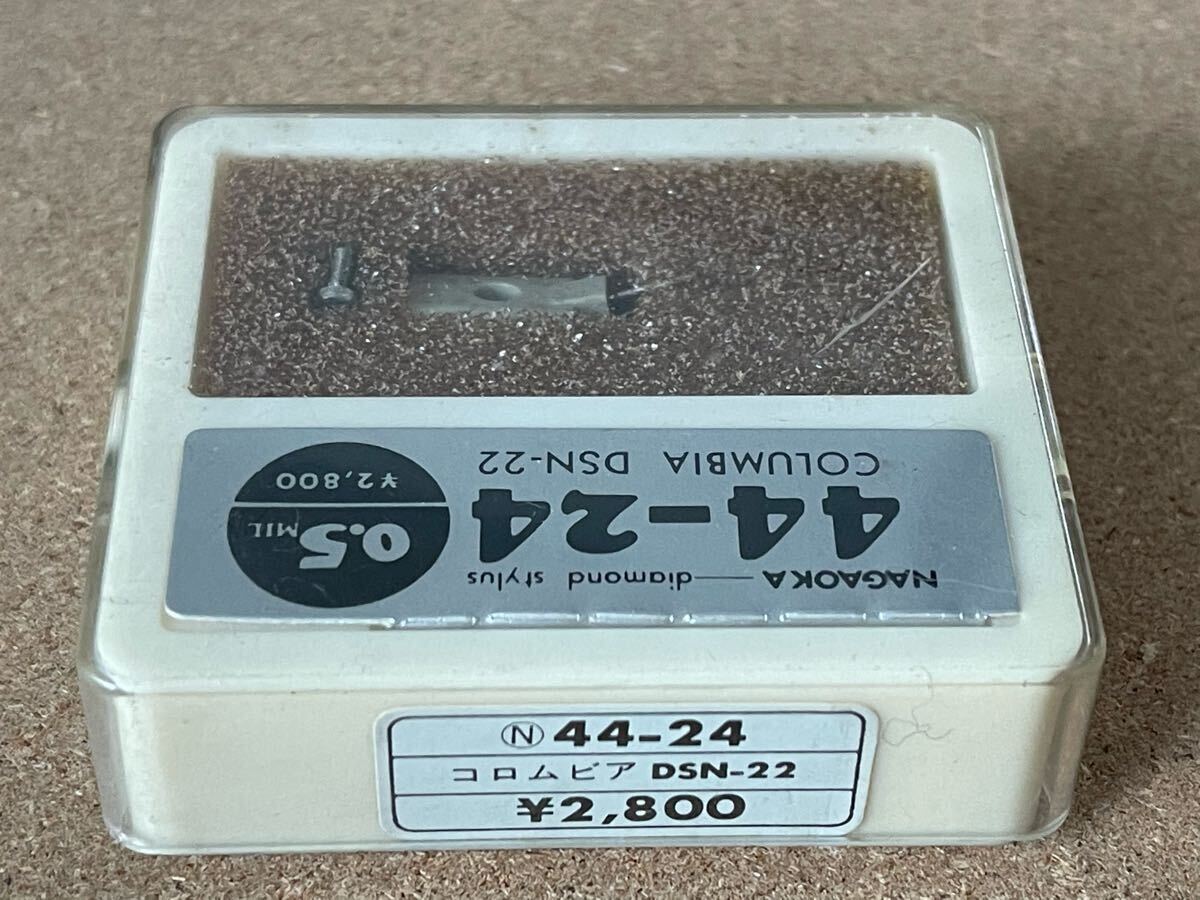 NAGAOKA — diamond stylus
44-24
COLUMBIA DSN-22
0.5 MIL
¥2,800
Ⓝ 44-24
コロムビア DSN-22
¥2,800